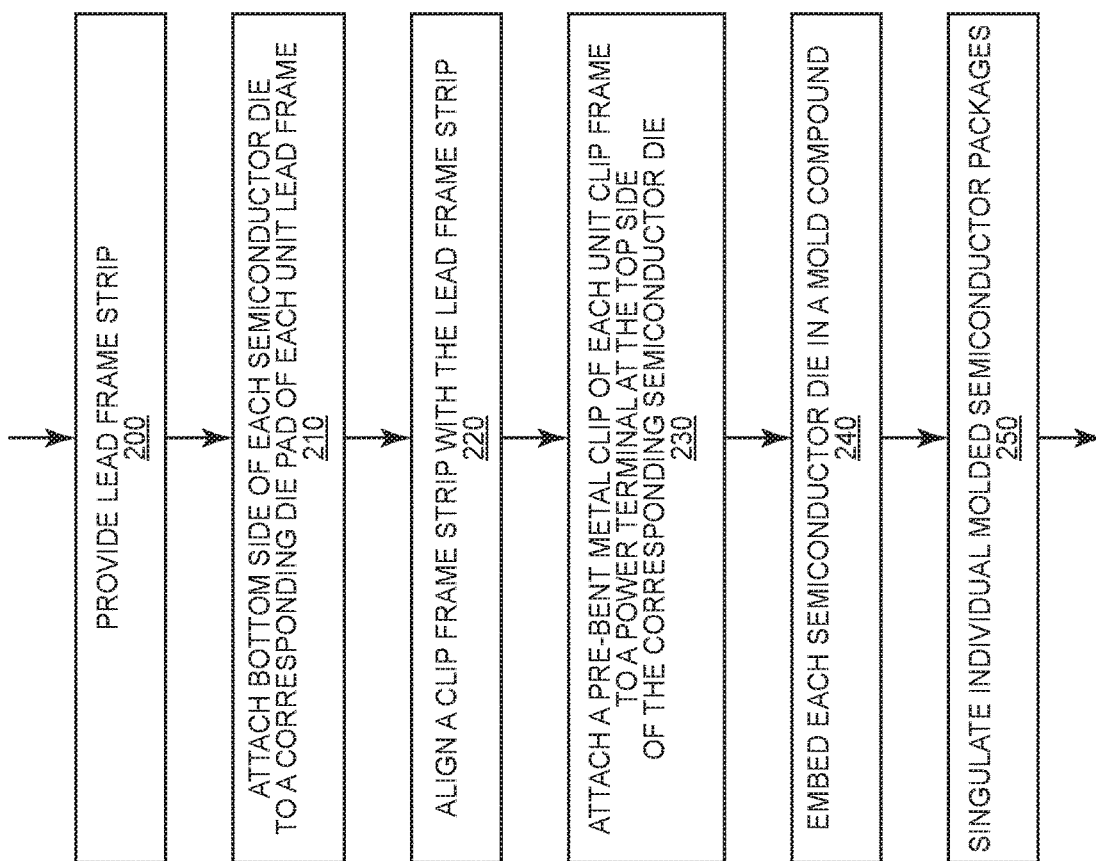 PROVIDE LEAD FRAME STRIP
200
ATTACH BOTTOM SIDE OF EACH SEMICONDUCTOR DIE
TO A CORRESPONDING DIE PAD OF EACH UNIT LEAD FRAME
210
ALIGN A CLIP FRAME STRIP WITH THE LEAD FRAME STRIP
220
ATTACH A PRE-BENT METAL CLIP OF EACH UNIT CLIP FRAME
TO A POWER TERMINAL AT THE TOP SIDE
OF THE CORRESPONDING SEMICONDUCTOR DIE
230
EMBED EACH SEMICONDUCTOR DIE IN A MOLD COMPOUND
240
SINGULATE INDIVIDUAL MOLDED SEMICONDUCTOR PACKAGES
250